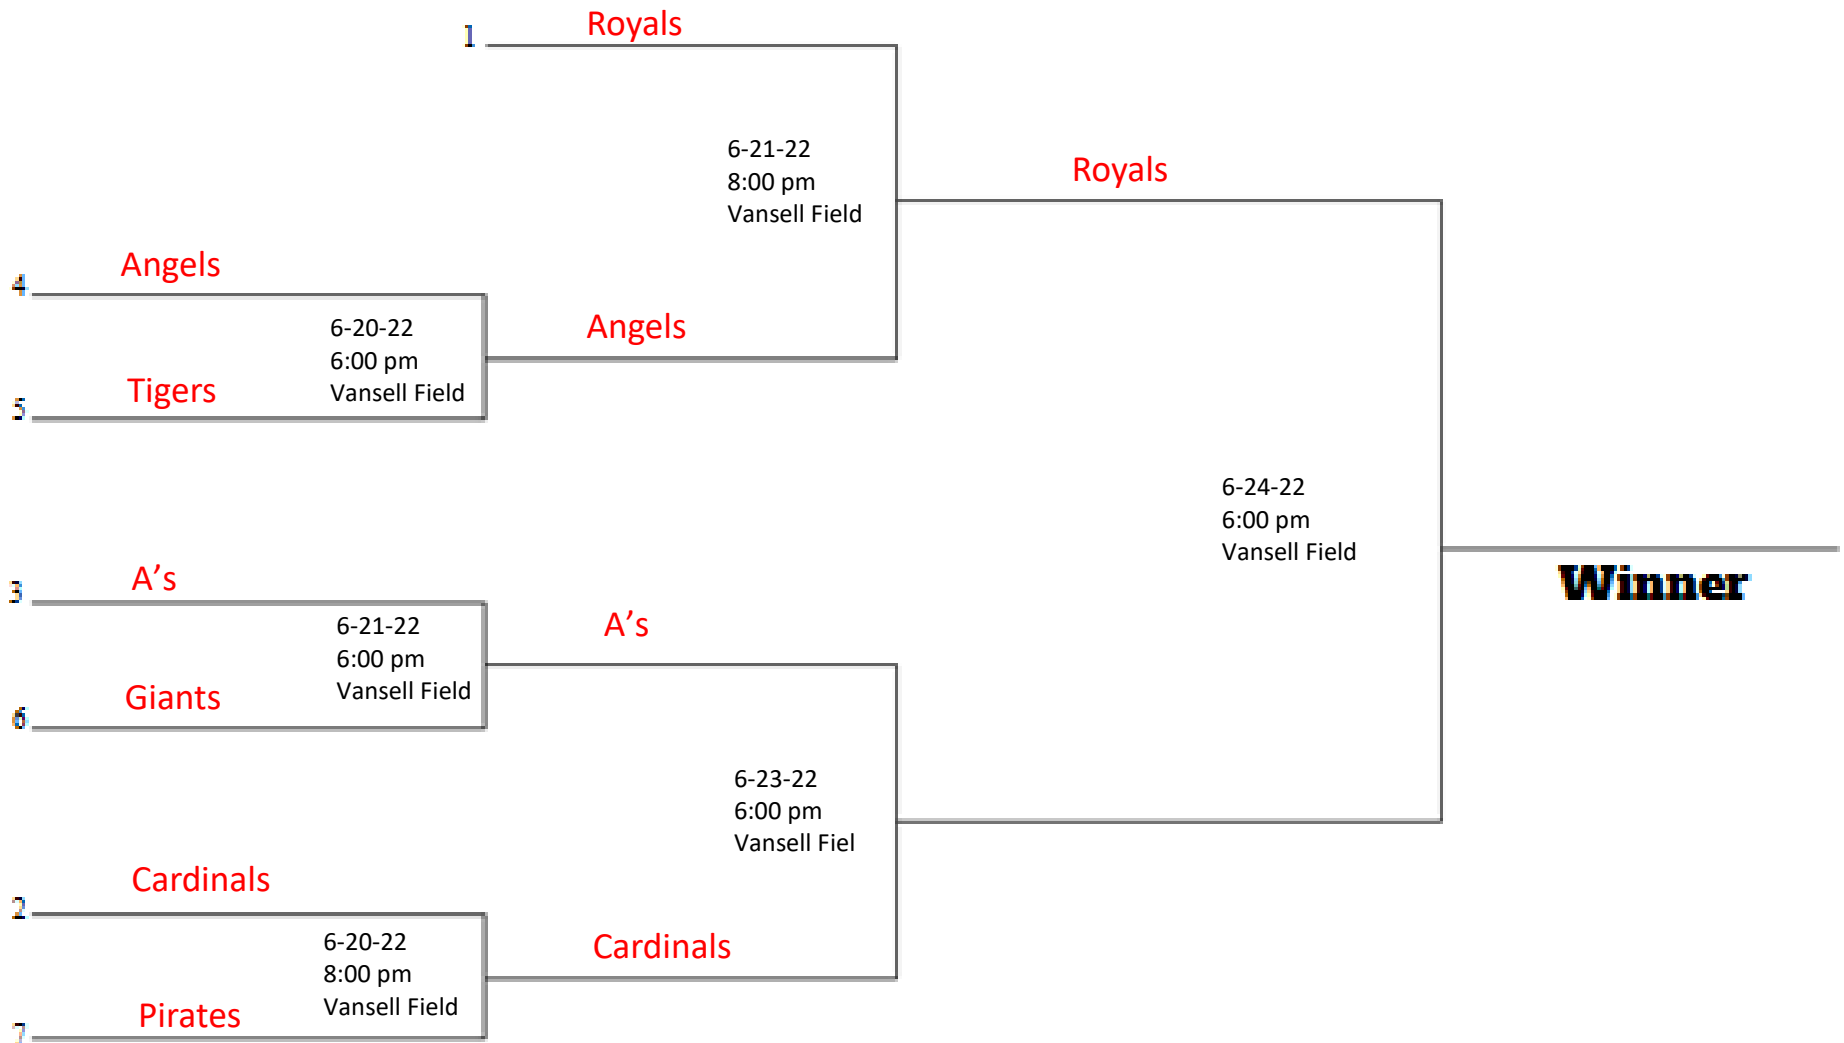 1
Royals
6-21-22
8:00 pm
Vansell Field
Royals
4
Angels
6-20-22
6:00 pm
Vansell Field
Angels
5
Tigers
6-24-22
6:00 pm
Vansell Field
Winner
3
A's
6-21-22
6:00 pm
Vansell Field
A's
6
Giants
6-23-22
6:00 pm
Vansell Fiel
2
Cardinals
6-20-22
8:00 pm
Vansell Field
Cardinals
7
Pirates